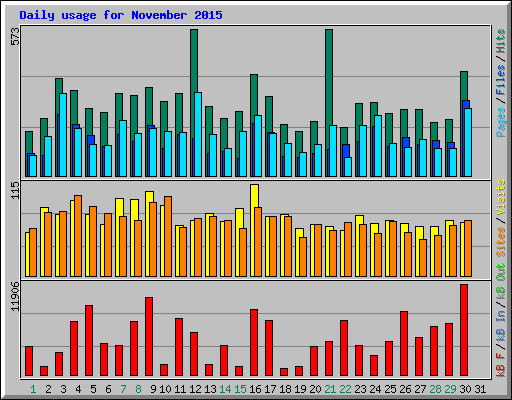 Daily usage for November 2015
573
Pages / Files / Hits
115
Sites / Visits
11906
kB F / kB In / kB Out
1 2 3 4 5 6 7 8 9 10 11 12 13 14 15 16 17 18 19 20 21 22 23 24 25 26 27 28 29 30 31